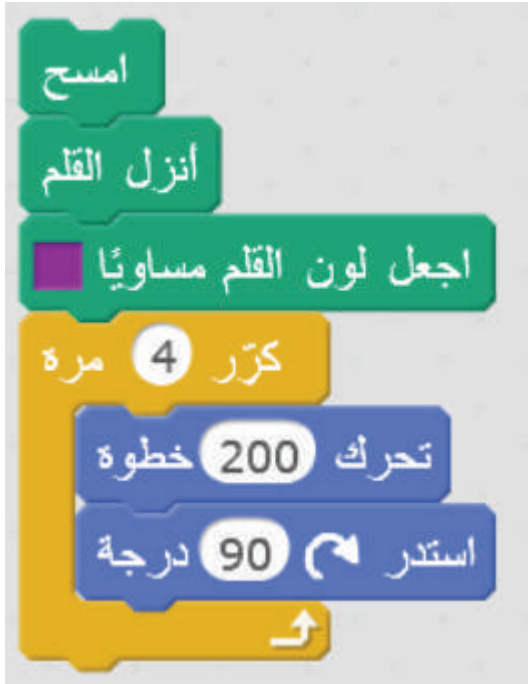 امسح
أنزل القلم
اجعل لون القلم مساويًا
كرّر 4 مرة
تحرك 200 خطوة
استدر 90 درجة